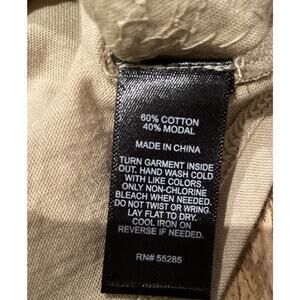 60% COTTON
40% MODAL
MADE IN CHINA
TURN GARMENT INSIDE
OUT. HAND WASH COLD
WITH LIKE COLORS.
ONLY NON-CHLORINE
BLEACH WHEN NEEDED.
DO NOT TWIST OR WRING.
LAY FLAT TO DRY.
COOL IRON ON
REVERSE IF NEEDED.
RN# 55285